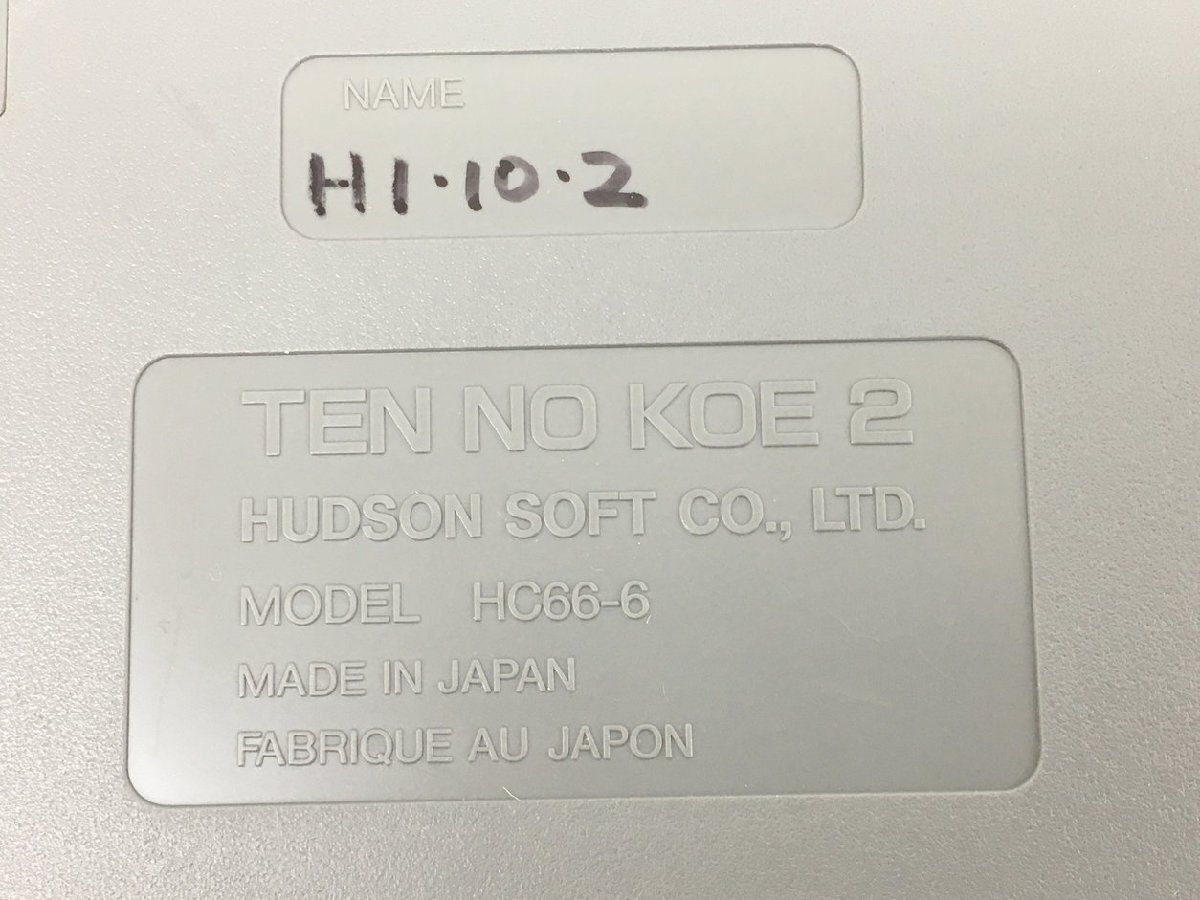 NAME
H1·10·2
TEN NO KOE 2
HUDSON SOFT CO., LTD.
MODEL HC66-6
MADE IN JAPAN
FABRIQUE AU JAPON